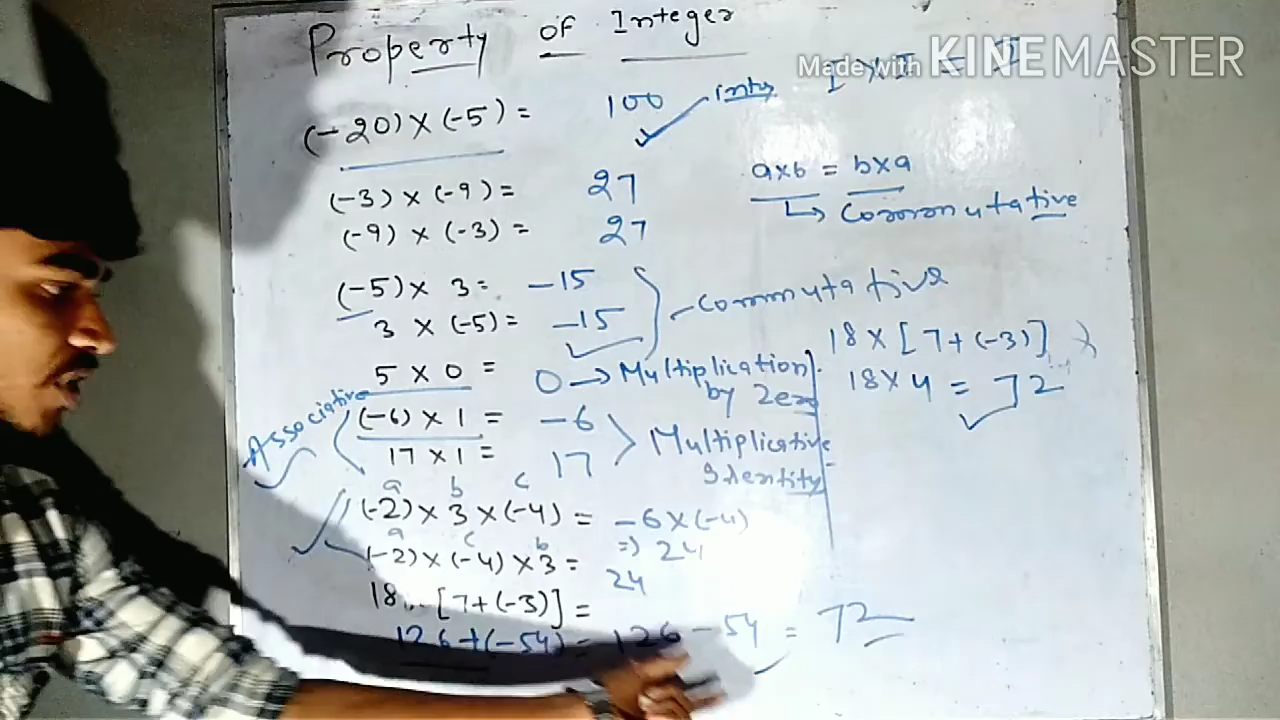 Property of Integer
Made with KINEMASTER
I × I = I
(-20) × (-5) = 100
(-3) × (-9) = 27
(-9) × (-3) = 27
a×b = b×a
↳ Commutative
(-5) × 3 = -15
3 × (-5) = -15
Commutative
5 × 0 = 0 → Multiplication by Zero
18 × [7+(-3)]
18 × 4 = 72
Associative
(-6) × 1 = -6
17 × 1 = 17
Multiplicative
Identity
a b c
(-2) × 3 × (-4) = -6 × (-4)
⇒ 24
a c b
(-2) × (-4) × 3 = 24
18 [7+(-3)] =
126+(-54) = 126 - 54 = 72